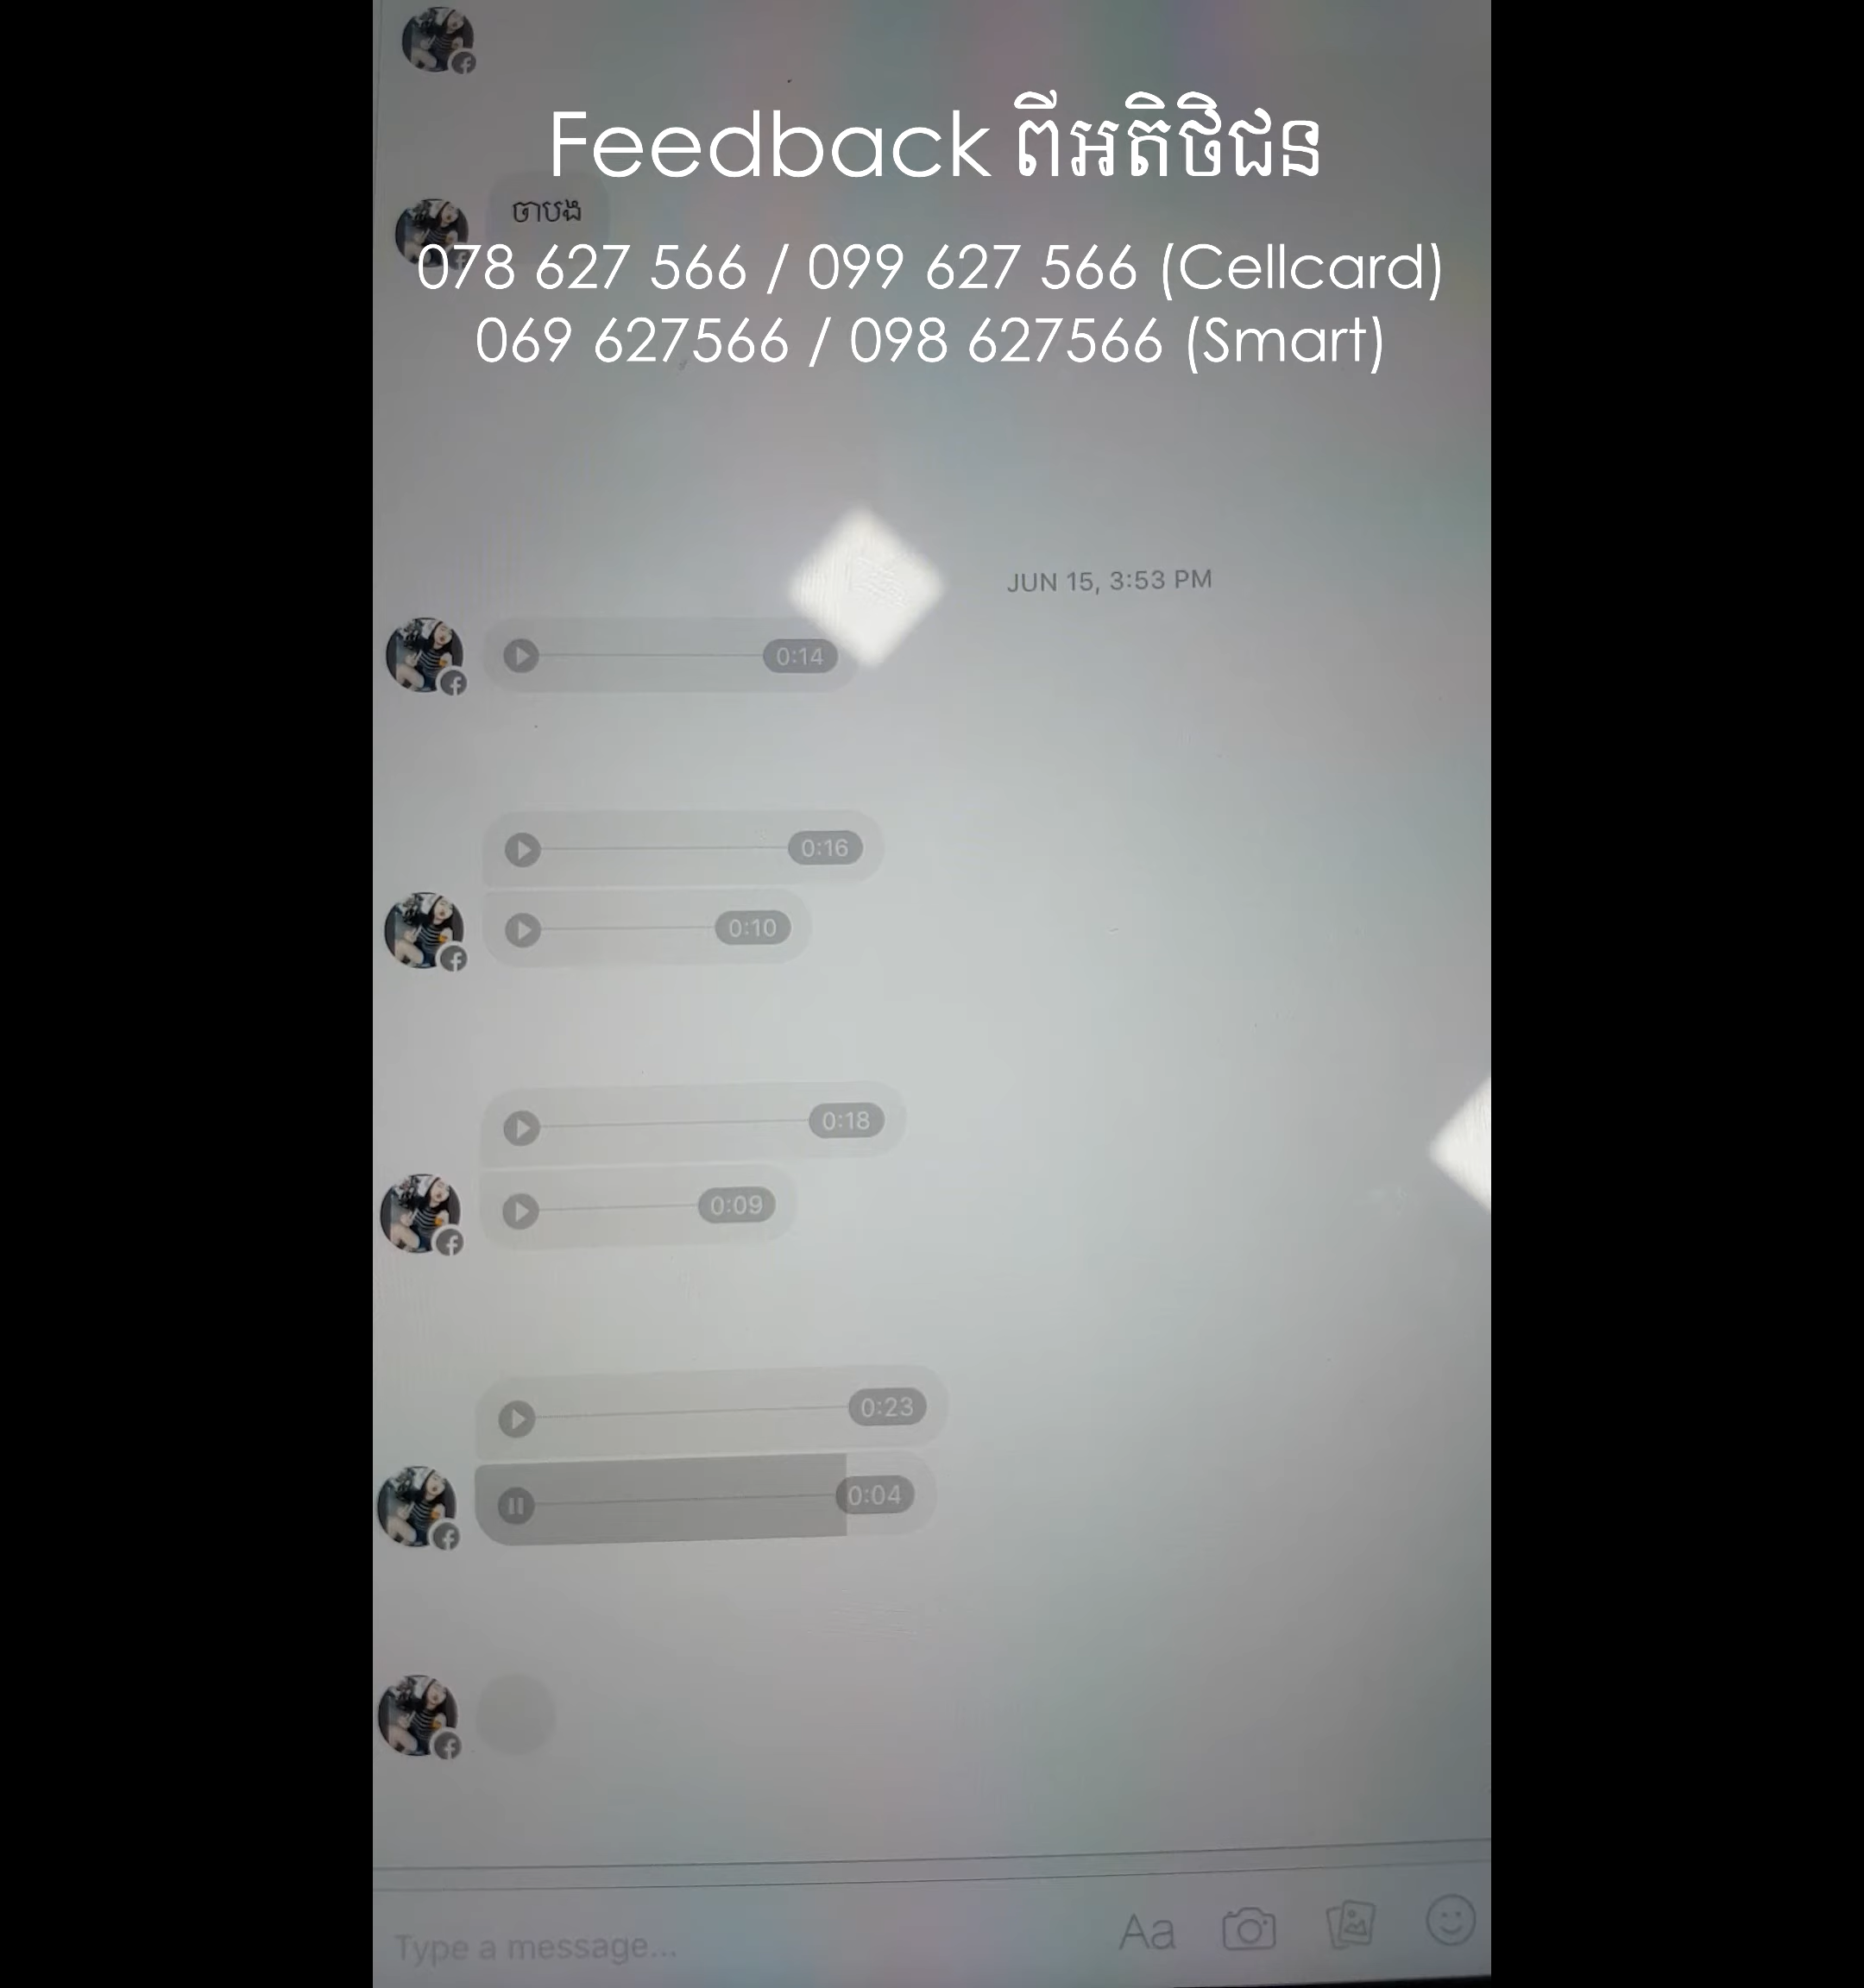 Feedback ពីអតិថិជន
ចាបង
078 627 566 / 099 627 566 (Cellcard)
069 627566 / 098 627566 (Smart)
JUN 15, 3:53 PM
0:14
0:16
0:10
0:18
0:09
0:23
0:04
Type a message...
Aa